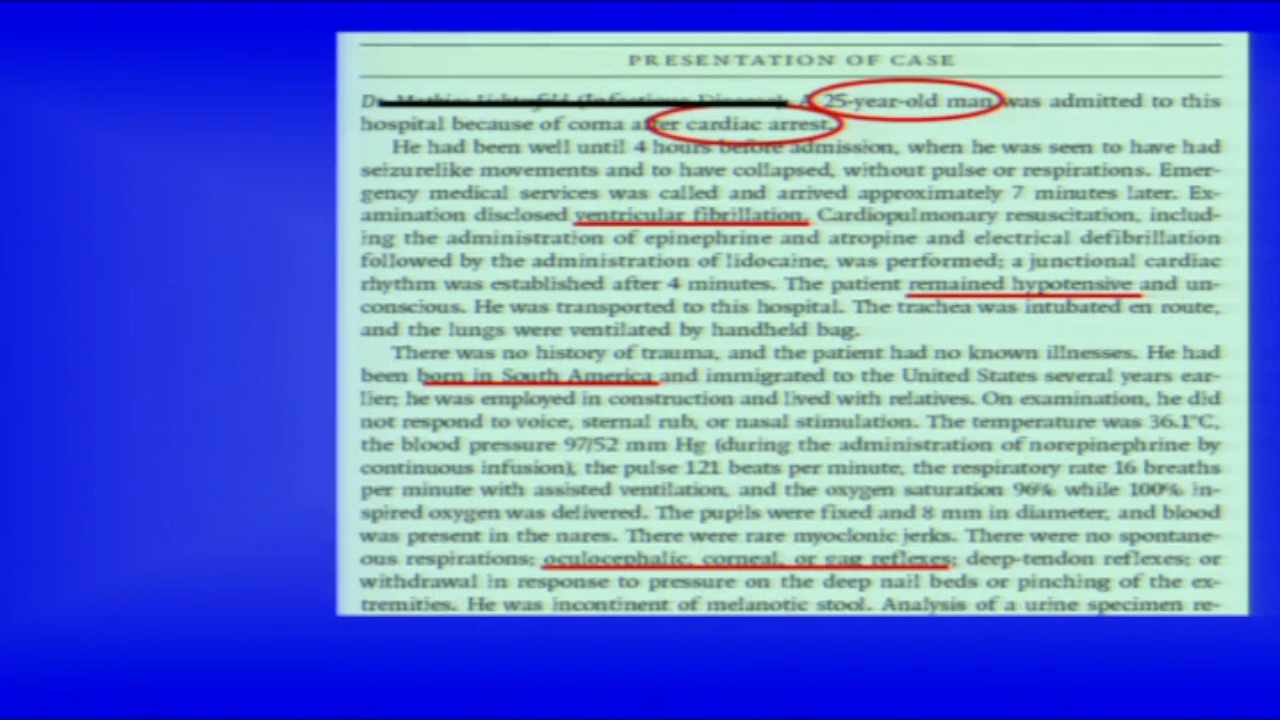 PRESENTATION OF CASE
A 25-year-old man was admitted to this
hospital because of coma after cardiac arrest.
He had been well until 4 hours before admission, when he was seen to have had
seizurelike movements and to have collapsed, without pulse or respirations. Emer-
gency medical services was called and arrived approximately 7 minutes later. Ex-
amination disclosed ventricular fibrillation. Cardiopulmonary resuscitation, includ-
ing the administration of epinephrine and atropine and electrical defibrillation
followed by the administration of lidocaine, was performed; a junctional cardiac
rhythm was established after 4 minutes. The patient remained hypotensive and un-
conscious. He was transported to this hospital. The trachea was intubated en route,
and the lungs were ventilated by handheld bag.
There was no history of trauma, and the patient had no known illnesses. He had
been born in South America and immigrated to the United States several years ear-
lier; he was employed in construction and lived with relatives. On examination, he did
not respond to voice, sternal rub, or nasal stimulation. The temperature was 36.1°C,
the blood pressure 97/52 mm Hg (during the administration of norepinephrine by
continuous infusion), the pulse 121 beats per minute, the respiratory rate 16 breaths
per minute with assisted ventilation, and the oxygen saturation 96% while 100% in-
spired oxygen was delivered. The pupils were fixed and 8 mm in diameter, and blood
was present in the nares. There were rare myoclonic jerks. There were no spontane-
ous respirations; oculocephalic, corneal, or gag reflexes; deep-tendon reflexes; or
withdrawal in response to pressure on the deep nail beds or pinching of the ex-
tremities. He was incontinent of melanotic stool. Analysis of a urine specimen re-